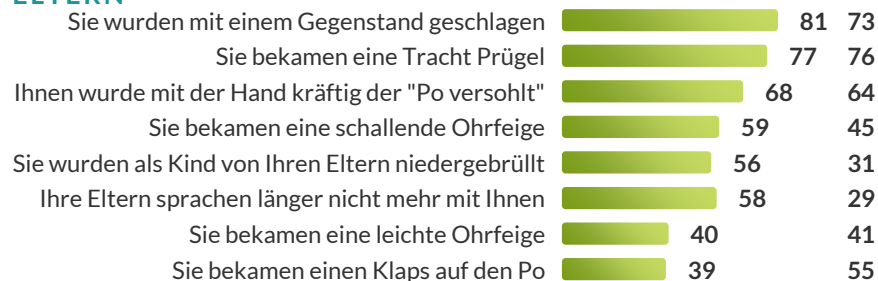 ELTERN
Sie wurden mit einem Gegenstand geschlagen 81 73
Sie bekamen eine Tracht Prügel 77 76
Ihnen wurde mit der Hand kräftig der "Po versohlt" 68 64
Sie bekamen eine schallende Ohrfeige 59 45
Sie wurden als Kind von Ihren Eltern niedergebrüllt 56 31
Ihre Eltern sprachen länger nicht mehr mit Ihnen 58 29
Sie bekamen eine leichte Ohrfeige 40 41
Sie bekamen einen Klaps auf den Po 39 55